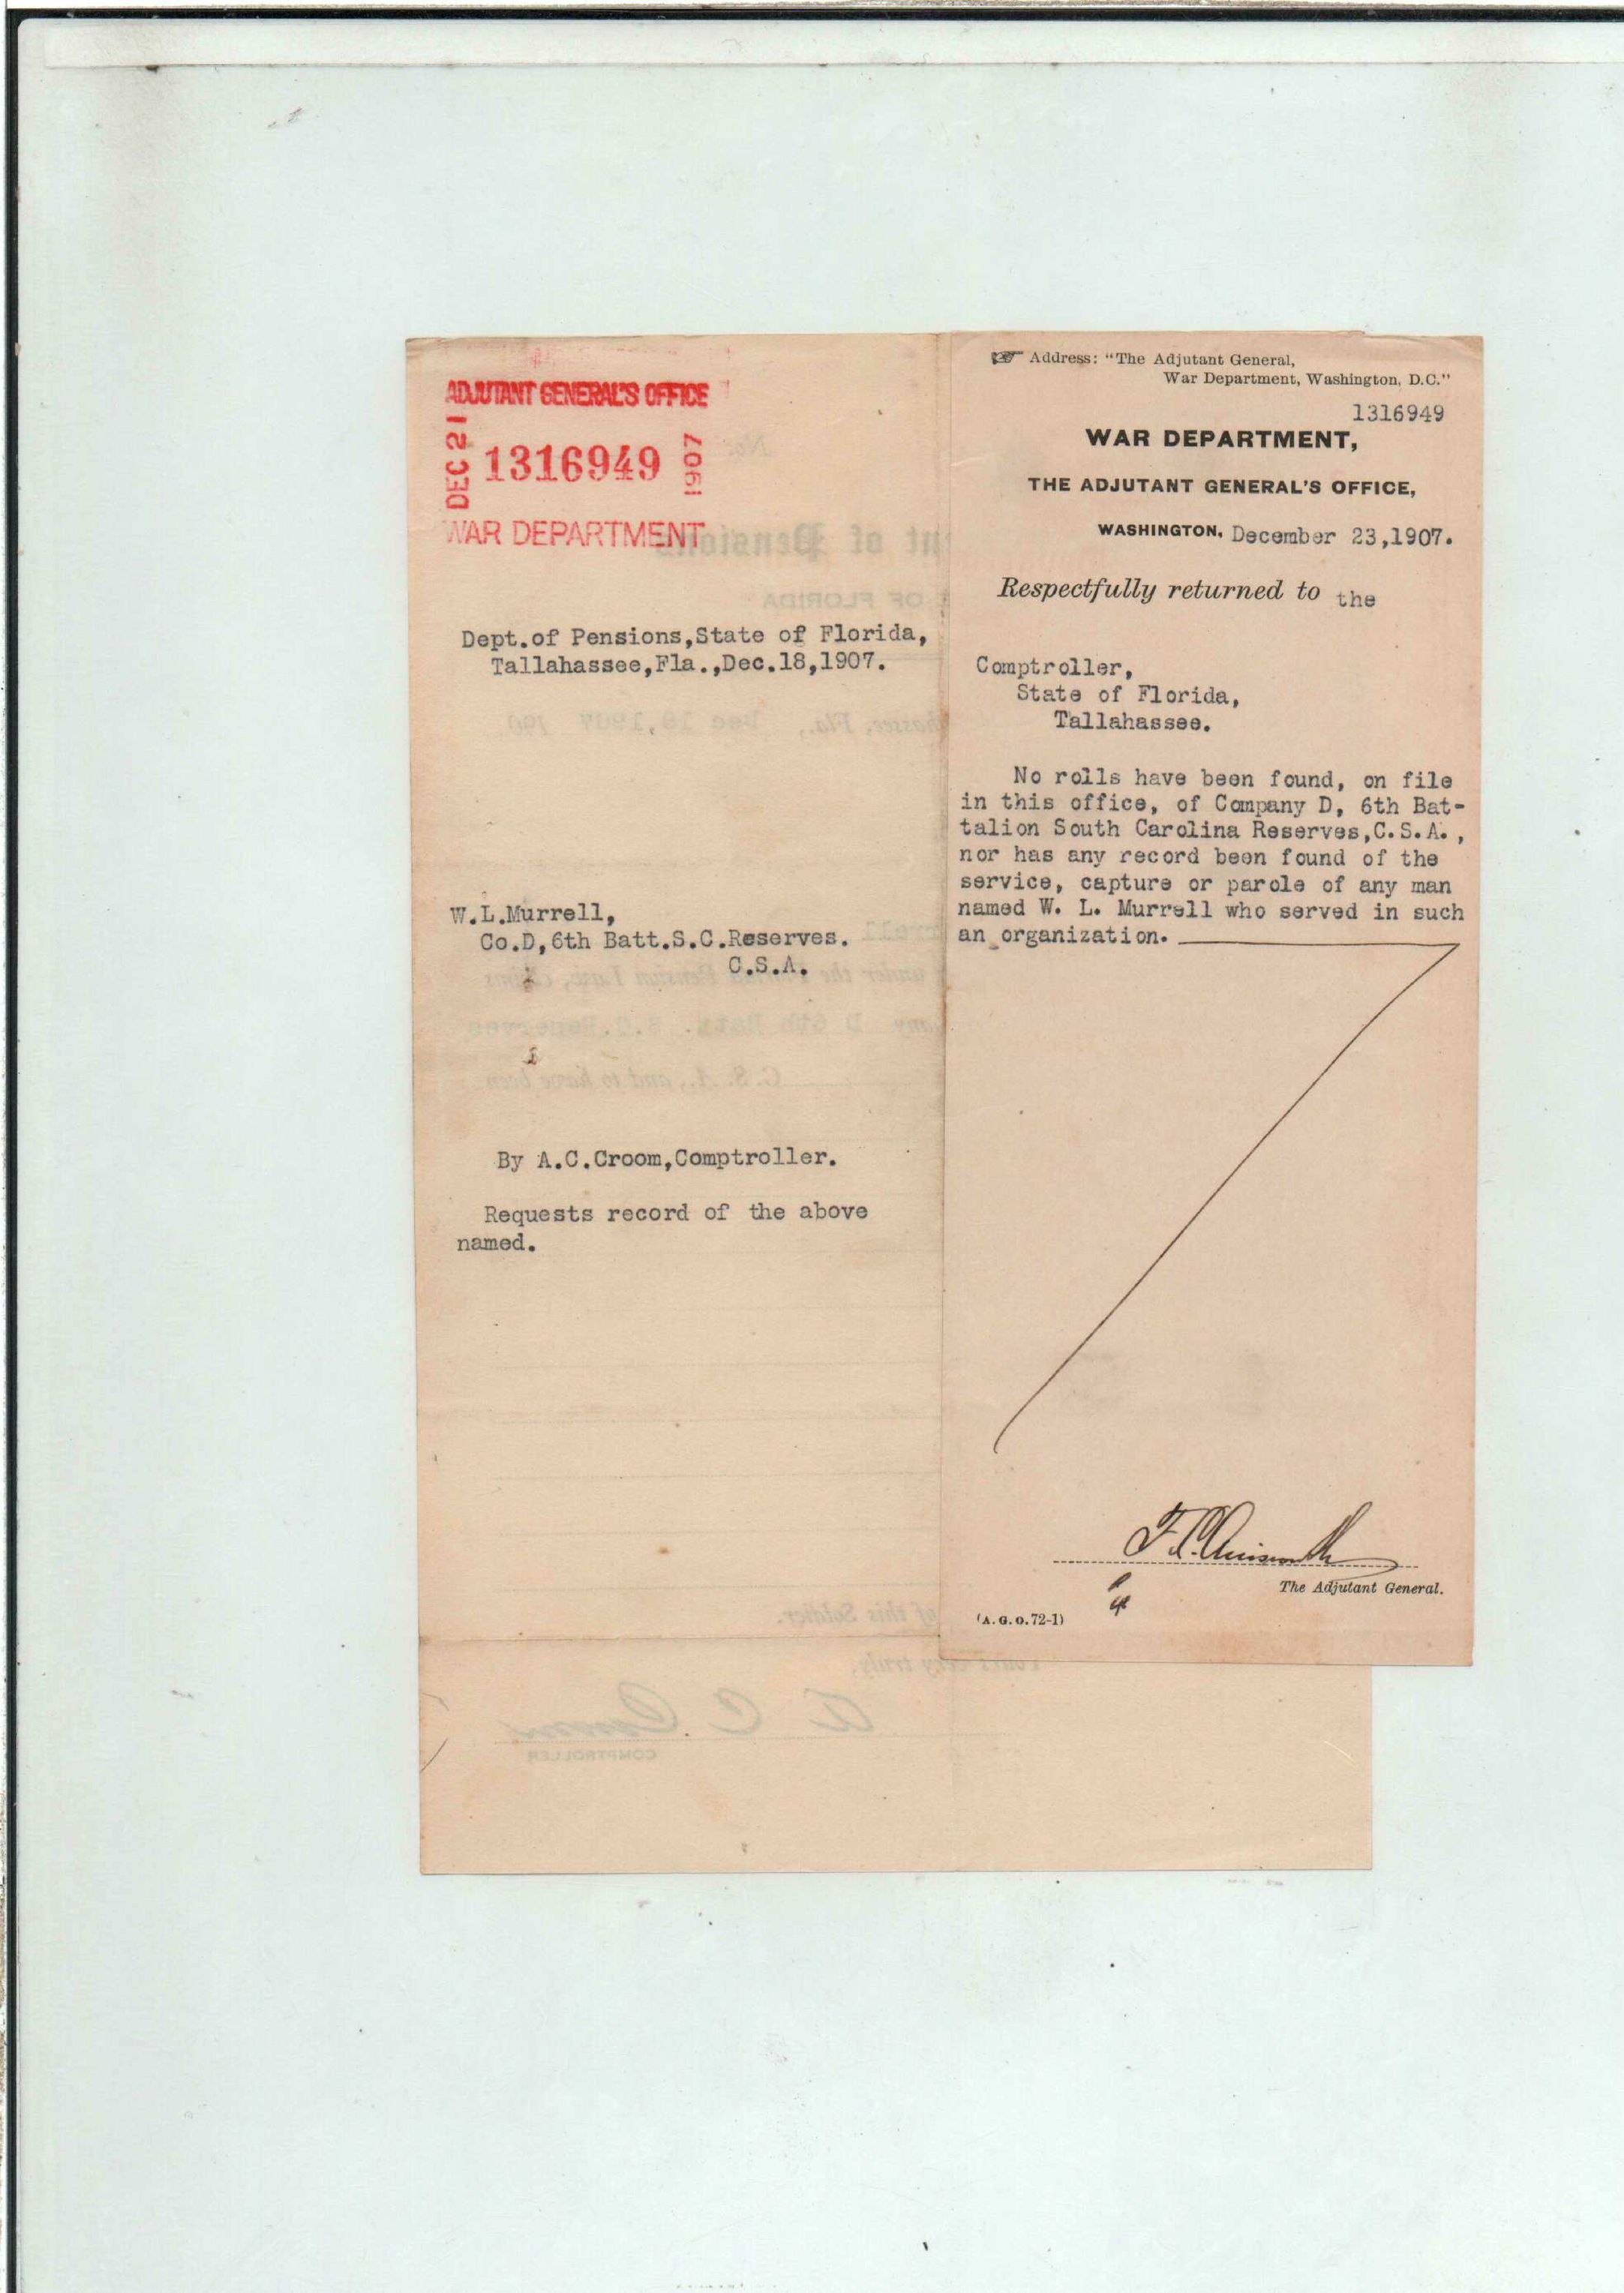 ADJUTANT GENERAL'S OFFICE
DEC 21 1316949 1907
WAR DEPARTMENT
Dept.of Pensions,State of Florida,
Tallahassee,Fla.,Dec.18,1907.
W.L.Murrell,
Co.D,6th Batt.S.C.Reserves.
C.S.A.
By A.C.Croom,Comptroller.
Requests record of the above
named.
Address: "The Adjutant General,
War Department, Washington, D.C."
1316949
WAR DEPARTMENT,
THE ADJUTANT GENERAL'S OFFICE,
WASHINGTON, December 23,1907.
Respectfully returned to the
Comptroller,
State of Florida,
Tallahassee.
No rolls have been found, on file
in this office, of Company D, 6th Bat-
talion South Carolina Reserves,C.S.A.,
nor has any record been found of the
service, capture or parole of any man
named W. L. Murrell who served in such
an organization.
F.C. Ainsworth
The Adjutant General.
(A.G.O.72-1)